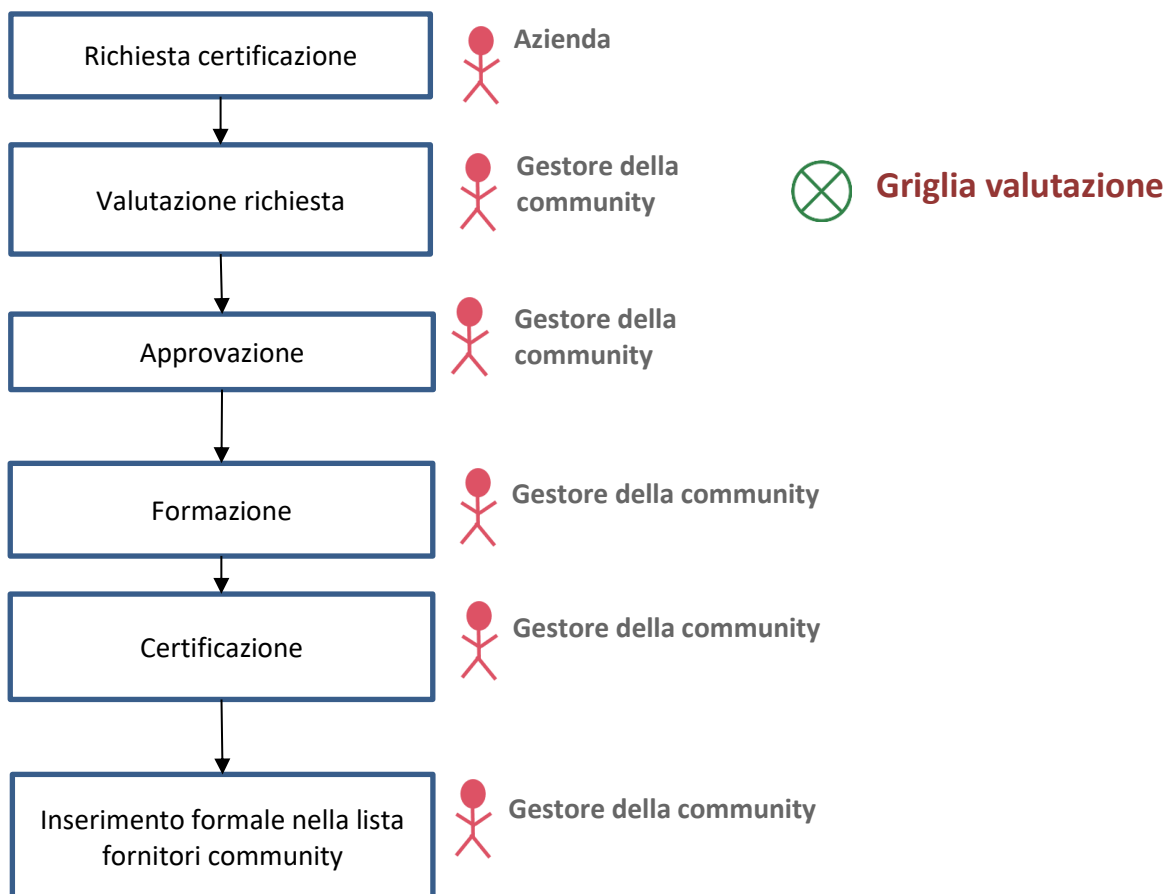 Richiesta certificazione
Azienda
Valutazione richiesta
Gestore della
community
Griglia valutazione
Approvazione
Gestore della
community
Formazione
Gestore della community
Certificazione
Gestore della community
Inserimento formale nella lista
fornitori community
Gestore della community